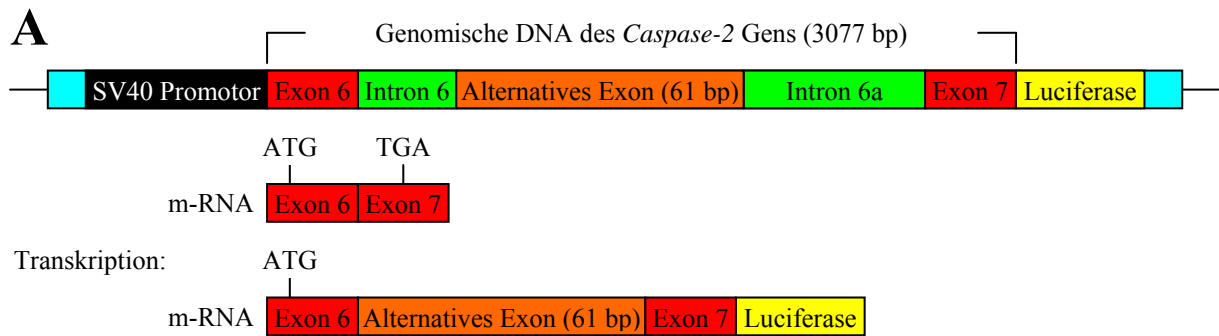 A
Genomische DNA des Caspase-2 Gens (3077 bp)
SV40 Promotor Exon 6 Intron 6 Alternatives Exon (61 bp) Intron 6a Exon 7 Luciferase
ATG TGA
m-RNA Exon 6 Exon 7
Transkription: ATG
m-RNA Exon 6 Alternatives Exon (61 bp) Exon 7 Luciferase